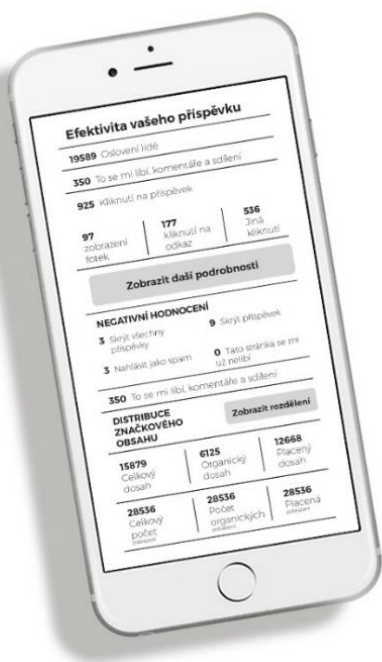 Efektivita vašeho příspěvku
19589 Oslovení lidé
350 To se mi líbí, komentáře a sdílení
925 Kliknutí na příspěvek
97 zobrazení fotek
177 kliknutí na odkaz
536 Jiná kliknutí
Zobrazit daší podrobnosti
NEGATIVNÍ HODNOCENÍ
3 Skrýt všechny příspěvky
9 Skrýt příspěvek
3 Nahlásit jako spam
0 Tato stránka se mi už nelíbí
350 To se mi líbí, komentáře a sdílení
DISTRIBUCE
ZNAČKOVÉHO
OBSAHU
Zobrazit rozdělení
15879 Celkový dosah
6125 Organický dosah
12668 Placený dosah
28536 Celkový počet zobrazení
28536 Počet organických zobrazení
28536 Placená zobrazení